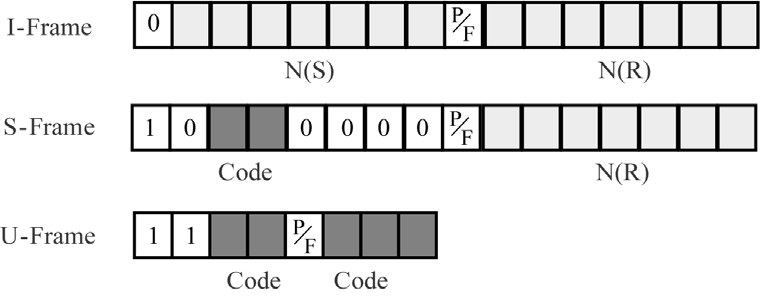 I-Frame 0 P/F
N(S) N(R)
S-Frame 1 0 0 0 0 0 P/F
Code N(R)
U-Frame 1 1 P/F
Code Code